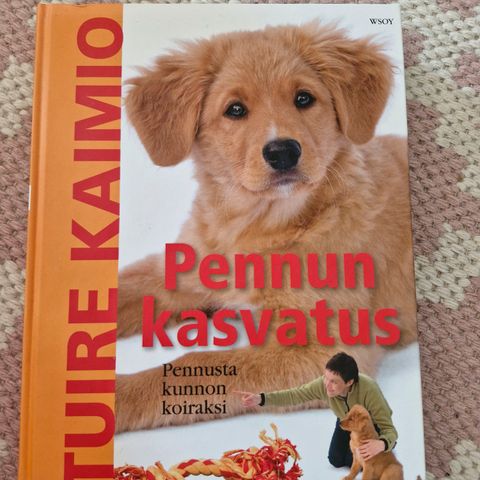 WSOY
TUIRE KAIMIO
Pennun
kasvatus
Pennusta
kunnon
koiraksi